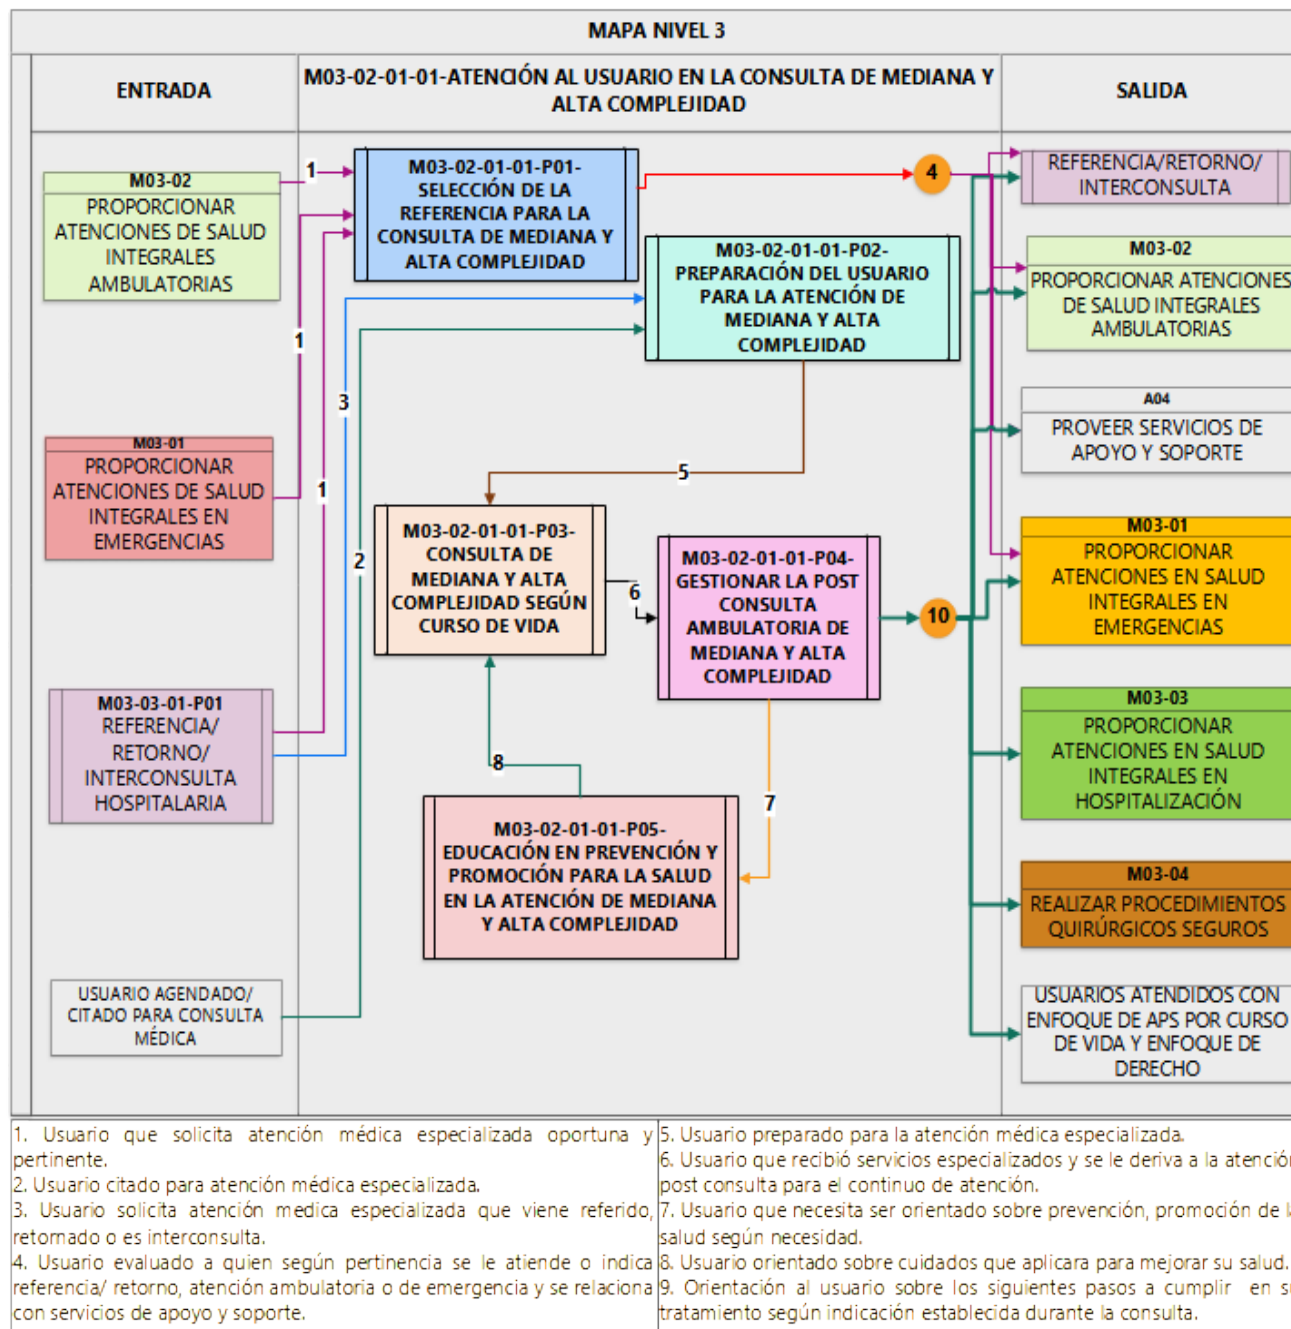 MAPA NIVEL 3
ENTRADA
M03-02-01-01-ATENCIÓN AL USUARIO EN LA CONSULTA DE MEDIANA Y
ALTA COMPLEJIDAD
SALIDA
M03-02
PROPORCIONAR
ATENCIONES DE SALUD
INTEGRALES
AMBULATORIAS
M03-01
PROPORCIONAR
ATENCIONES DE SALUD
INTEGRALES EN
EMERGENCIAS
M03-03-01-P01
REFERENCIA/
RETORNO/
INTERCONSULTA
HOSPITALARIA
USUARIO AGENDADO/
CITADO PARA CONSULTA
MÉDICA
1
1
1
3
2
M03-02-01-01-P01-
SELECCIÓN DE LA
REFERENCIA PARA LA
CONSULTA DE MEDIANA Y
ALTA COMPLEJIDAD
4
M03-02-01-01-P02-
PREPARACIÓN DEL USUARIO
PARA LA ATENCIÓN DE
MEDIANA Y ALTA
COMPLEJIDAD
5
M03-02-01-01-P03-
CONSULTA DE
MEDIANA Y ALTA
COMPLEJIDAD SEGÚN
CURSO DE VIDA
6
M03-02-01-01-P04-
GESTIONAR LA POST
CONSULTA
AMBULATORIA DE
MEDIANA Y ALTA
COMPLEJIDAD
10
8
7
M03-02-01-01-P05-
EDUCACIÓN EN PREVENCIÓN Y
PROMOCIÓN PARA LA SALUD
EN LA ATENCIÓN DE MEDIANA
Y ALTA COMPLEJIDAD
REFERENCIA/RETORNO/
INTERCONSULTA
M03-02
PROPORCIONAR ATENCIONES
DE SALUD INTEGRALES
AMBULATORIAS
A04
PROVEER SERVICIOS DE
APOYO Y SOPORTE
M03-01
PROPORCIONAR
ATENCIONES EN SALUD
INTEGRALES EN
EMERGENCIAS
M03-03
PROPORCIONAR
ATENCIONES EN SALUD
INTEGRALES EN
HOSPITALIZACIÓN
M03-04
REALIZAR PROCEDIMIENTOS
QUIRÚRGICOS SEGUROS
USUARIOS ATENDIDOS CON
ENFOQUE DE APS POR CURSO
DE VIDA Y ENFOQUE DE
DERECHO
1. Usuario que solicita atención médica especializada oportuna y
pertinente.
2. Usuario citado para atención médica especializada.
3. Usuario solicita atención medica especializada que viene referido,
retornado o es interconsulta.
4. Usuario evaluado a quien según pertinencia se le atiende o indica
referencia/ retorno, atención ambulatoria o de emergencia y se relaciona
con servicios de apoyo y soporte.
5. Usuario preparado para la atención médica especializada.
6. Usuario que recibió servicios especializados y se le deriva a la atención
post consulta para el continuo de atención.
7. Usuario que necesita ser orientado sobre prevención, promoción de la
salud según necesidad.
8. Usuario orientado sobre cuidados que aplicara para mejorar su salud.
9. Orientación al usuario sobre los siguientes pasos a cumplir en su
tratamiento según indicación establecida durante la consulta.